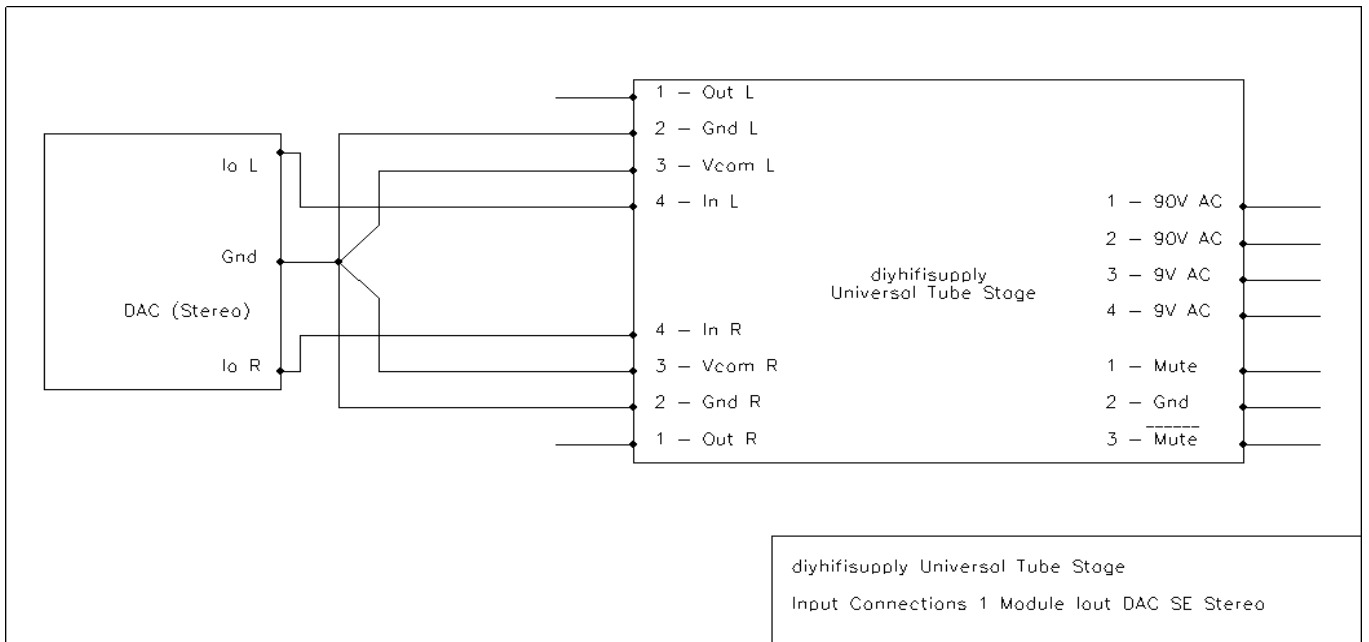 Io L
Gnd
DAC (Stereo)
Io R
1 – Out L
2 – Gnd L
3 – Vcom L
4 – In L
4 – In R
3 – Vcom R
2 – Gnd R
1 – Out R
diyhifisupply
Universal Tube Stage
1 – 90V AC
2 – 90V AC
3 – 9V AC
4 – 9V AC
1 – Mute
2 – Gnd
3 – M̅u̅t̅e̅
diyhifisupply Universal Tube Stage
Input Connections 1 Module Iout DAC SE Stereo